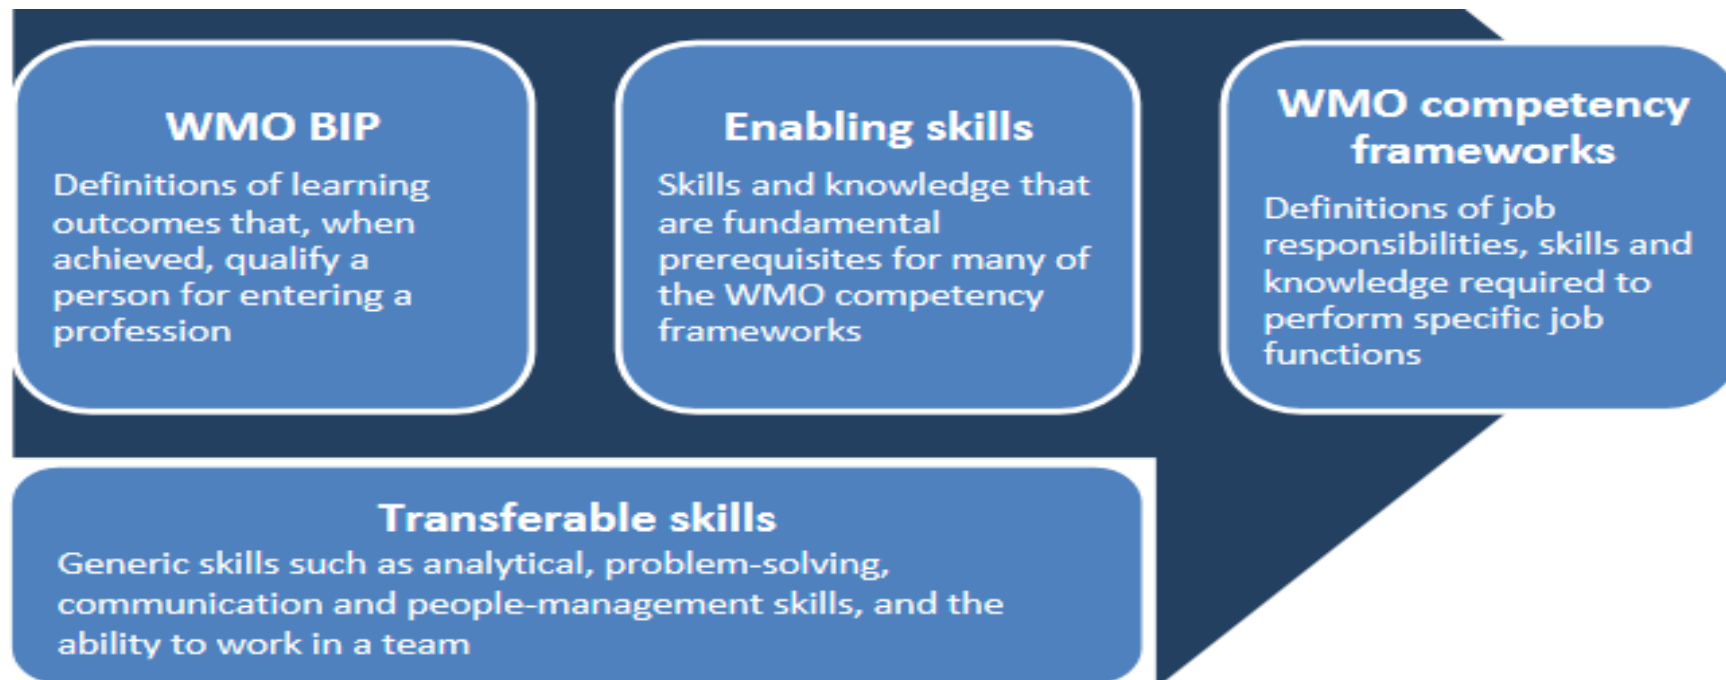 WMO BIP
Definitions of learning
outcomes that, when
achieved, qualify a
person for entering a
profession
Enabling skills
Skills and knowledge that
are fundamental
prerequisites for many of
the WMO competency
frameworks
WMO competency
frameworks
Definitions of job
responsibilities, skills and
knowledge required to
perform specific job
functions
Transferable skills
Generic skills such as analytical, problem-solving,
communication and people-management skills, and the
ability to work in a team